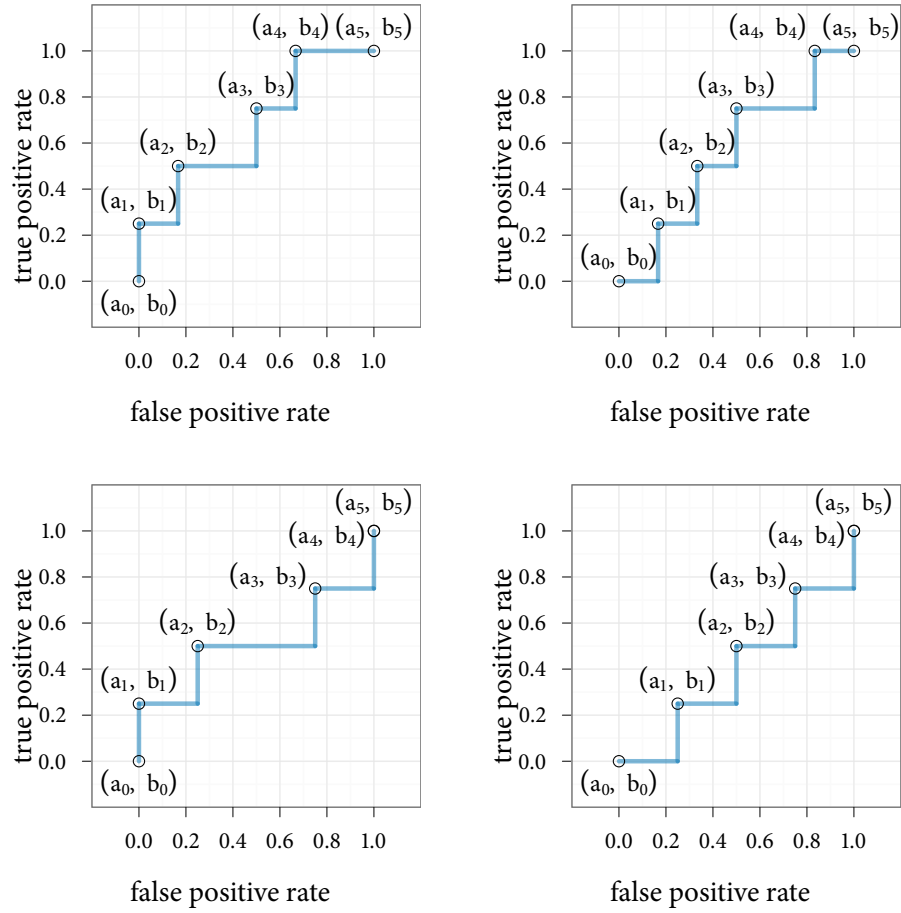 (a₄, b₄) (a₅, b₅)
1.0
(a₃, b₃)
0.8
(a₂, b₂)
0.6
0.4
(a₁, b₁)
0.2
0.0
(a₀, b₀)
true positive rate
0.0 0.2 0.4 0.6 0.8 1.0
false positive rate
(a₄, b₄) (a₅, b₅)
1.0
(a₃, b₃)
0.8
(a₂, b₂)
0.6
0.4
(a₁, b₁)
0.2
(a₀, b₀)
0.0
true positive rate
0.0 0.2 0.4 0.6 0.8 1.0
false positive rate
(a₅, b₅)
1.0
(a₄, b₄)
0.8
(a₃, b₃)
0.6
(a₂, b₂)
0.4
(a₁, b₁)
0.2
0.0
(a₀, b₀)
true positive rate
0.0 0.2 0.4 0.6 0.8 1.0
false positive rate
(a₅, b₅)
1.0
(a₄, b₄)
0.8
(a₃, b₃)
0.6
(a₂, b₂)
0.4
(a₁, b₁)
0.2
0.0
(a₀, b₀)
true positive rate
0.0 0.2 0.4 0.6 0.8 1.0
false positive rate